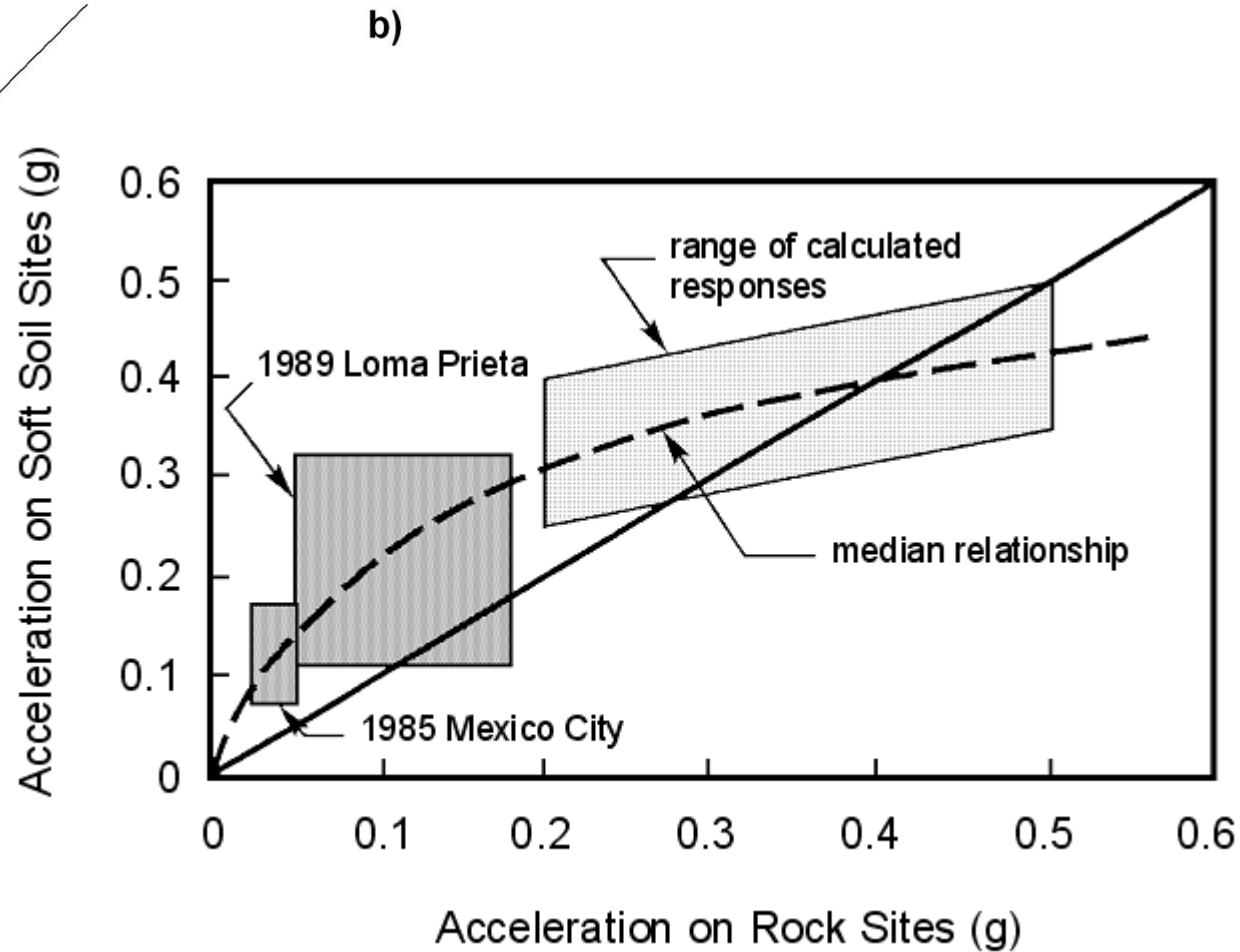 b)
Acceleration on Soft Soil Sites (g)
0.6
0.5
0.4
0.3
0.2
0.1
0
range of calculated
responses
1989 Loma Prieta
median relationship
1985 Mexico City
0 0.1 0.2 0.3 0.4 0.5 0.6
Acceleration on Rock Sites (g)